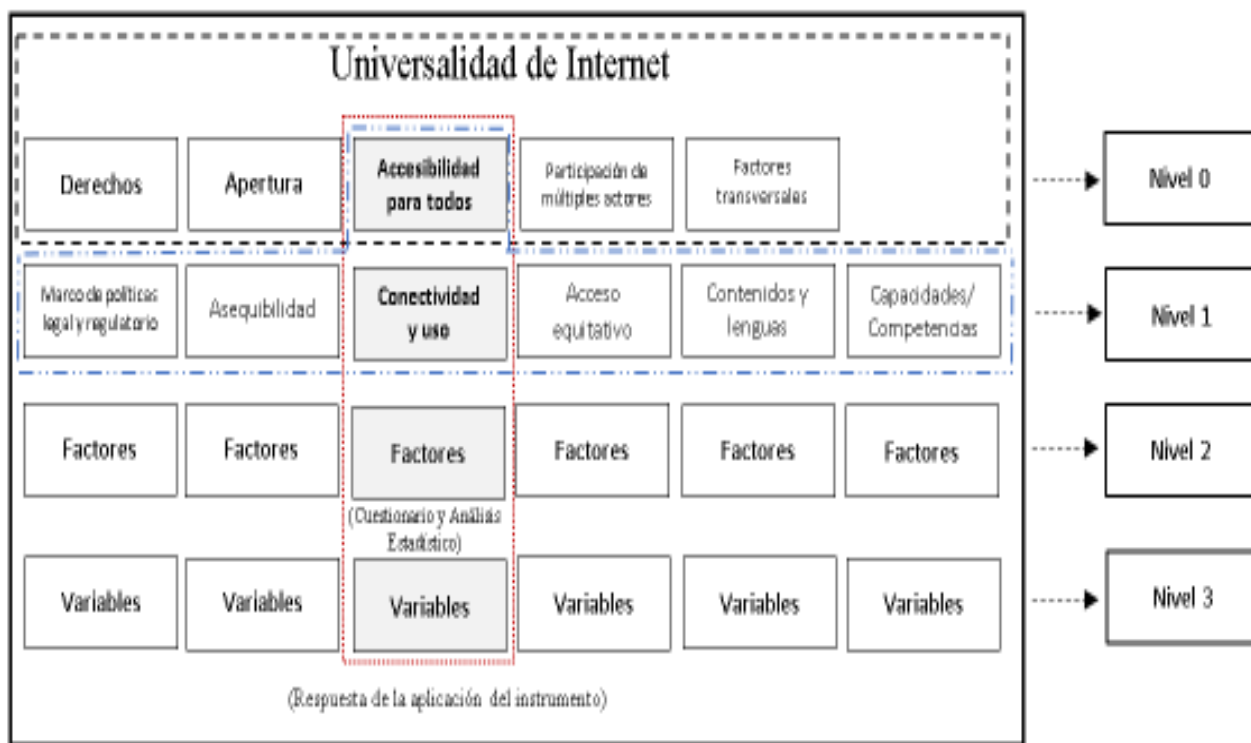 Universalidad de Internet
Derechos
Apertura
Accesibilidad
para todos
Participación de
múltiples actores
Factores
transversales
Nivel 0
Marco de políticas
legal y regulatorio
Asequibilidad
Conectividad
y uso
Acceso
equitativo
Contenidos y
lenguas
Capacidades/
Competencias
Nivel 1
Factores
Factores
Factores
Factores
Factores
Factores
Nivel 2
(Cuestionario y Análisis
Estadístico)
Variables
Variables
Variables
Variables
Variables
Variables
Nivel 3
(Respuesta de la aplicación del instrumento)